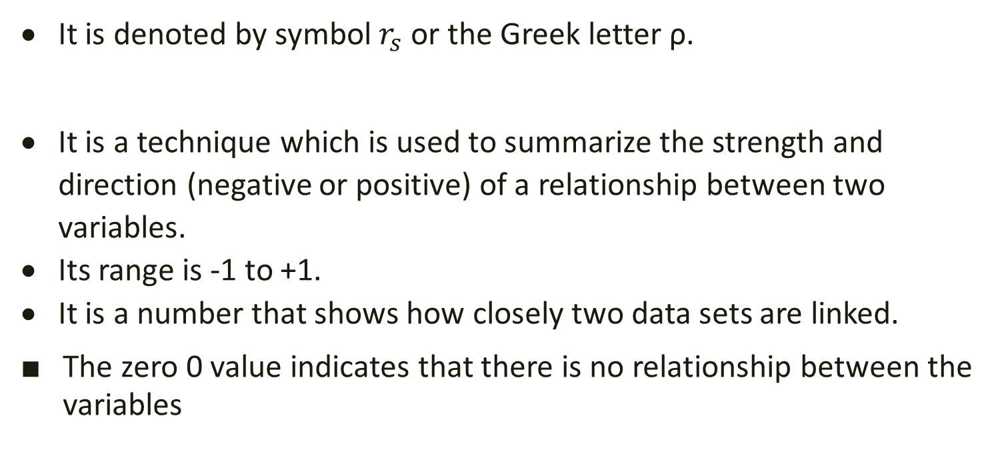 • It is denoted by symbol rₛ or the Greek letter ρ.
• It is a technique which is used to summarize the strength and
direction (negative or positive) of a relationship between two
variables.
• Its range is -1 to +1.
• It is a number that shows how closely two data sets are linked.
■ The zero 0 value indicates that there is no relationship between the
variables